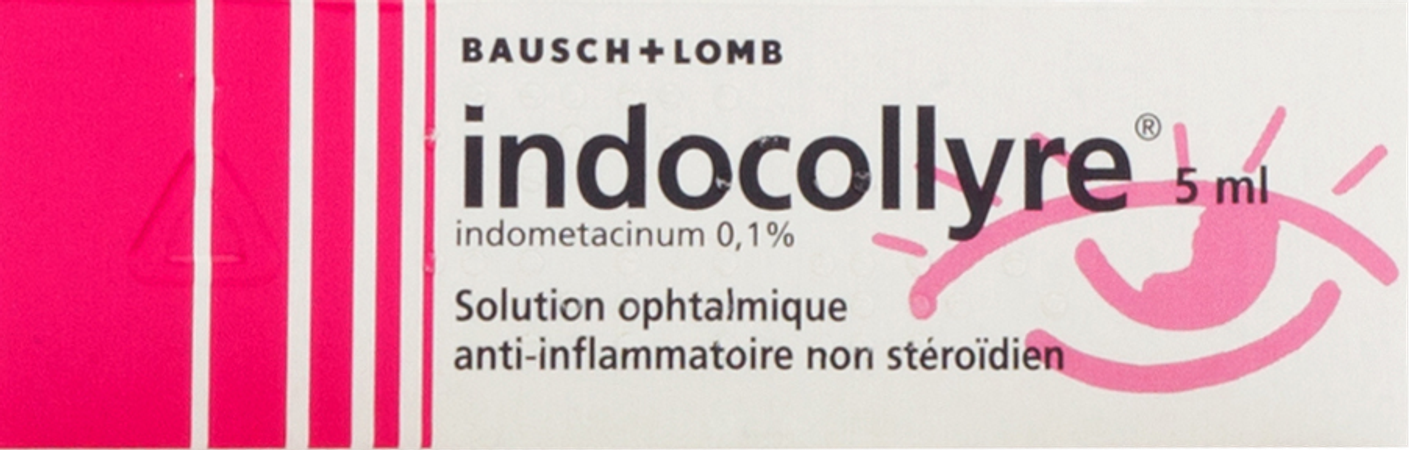 BAUSCH+LOMB
indocollyre® 5 ml
indometacinum 0,1%
Solution ophtalmique
anti-inflammatoire non stéroïdien